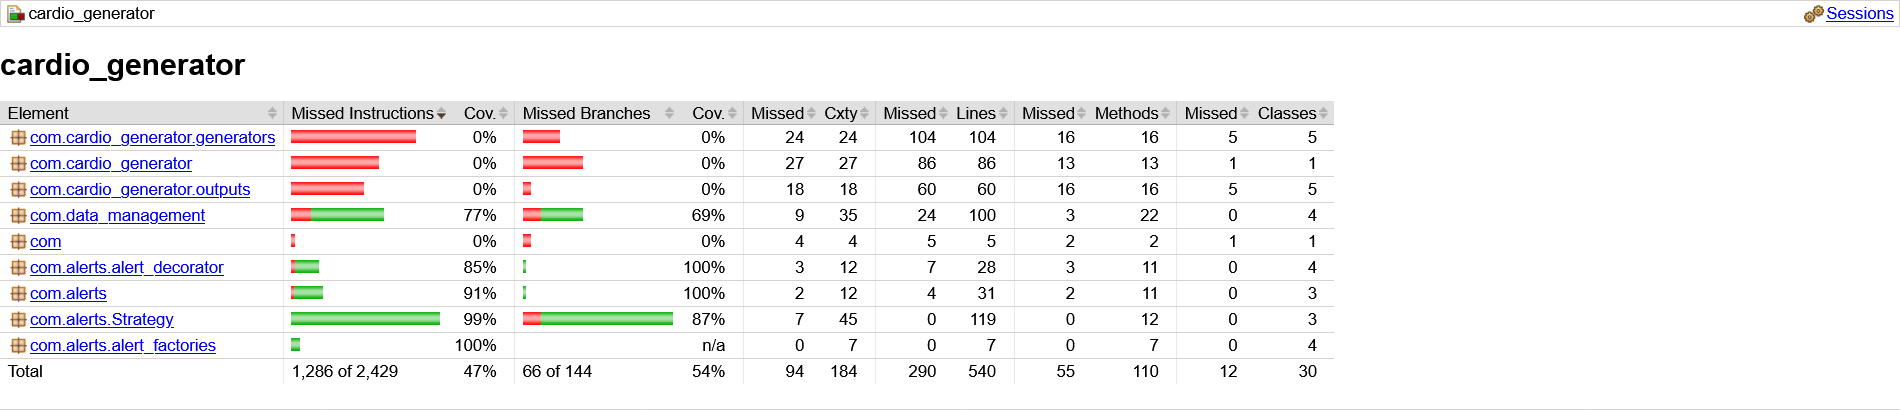 cardio_generator Sessions
cardio_generator
Element Missed Instructions Cov. Missed Branches Cov. Missed Cxty Missed Lines Missed Methods Missed Classes
com.cardio_generator.generators 0% 0% 24 24 104 104 16 16 5 5
com.cardio_generator 0% 0% 27 27 86 86 13 13 1 1
com.cardio_generator.outputs 0% 0% 18 18 60 60 16 16 5 5
com.data_management 77% 69% 9 35 24 100 3 22 0 4
com 0% 0% 4 4 5 5 2 2 1 1
com.alerts.alert_decorator 85% 100% 3 12 7 28 3 11 0 4
com.alerts 91% 100% 2 12 4 31 2 11 0 3
com.alerts.Strategy 99% 87% 7 45 0 119 0 12 0 3
com.alerts.alert_factories 100% n/a 0 7 0 7 0 7 0 4
Total 1,286 of 2,429 47% 66 of 144 54% 94 184 290 540 55 110 12 30